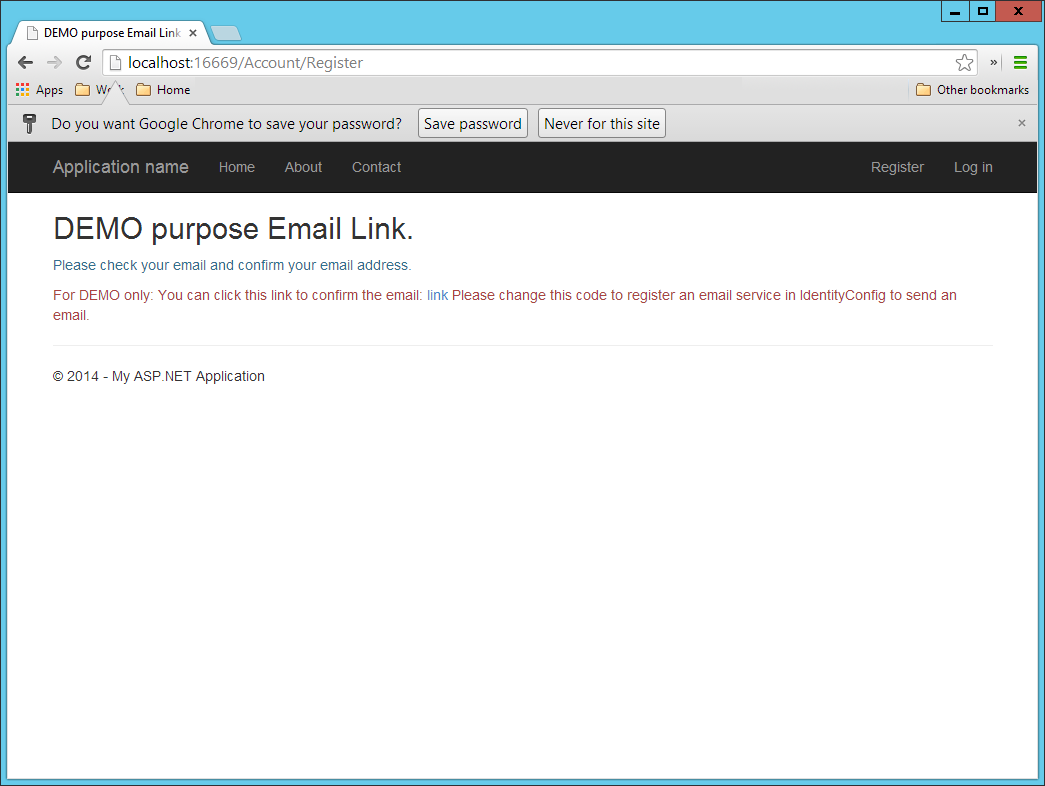 DEMO purpose Email Link
localhost:16669/Account/Register
Apps Home Other bookmarks
Do you want Google Chrome to save your password? Save password Never for this site
Application name Home About Contact Register Log in
DEMO purpose Email Link.
Please check your email and confirm your email address.
For DEMO only: You can click this link to confirm the email: link Please change this code to register an email service in IdentityConfig to send an
email.
© 2014 - My ASP.NET Application